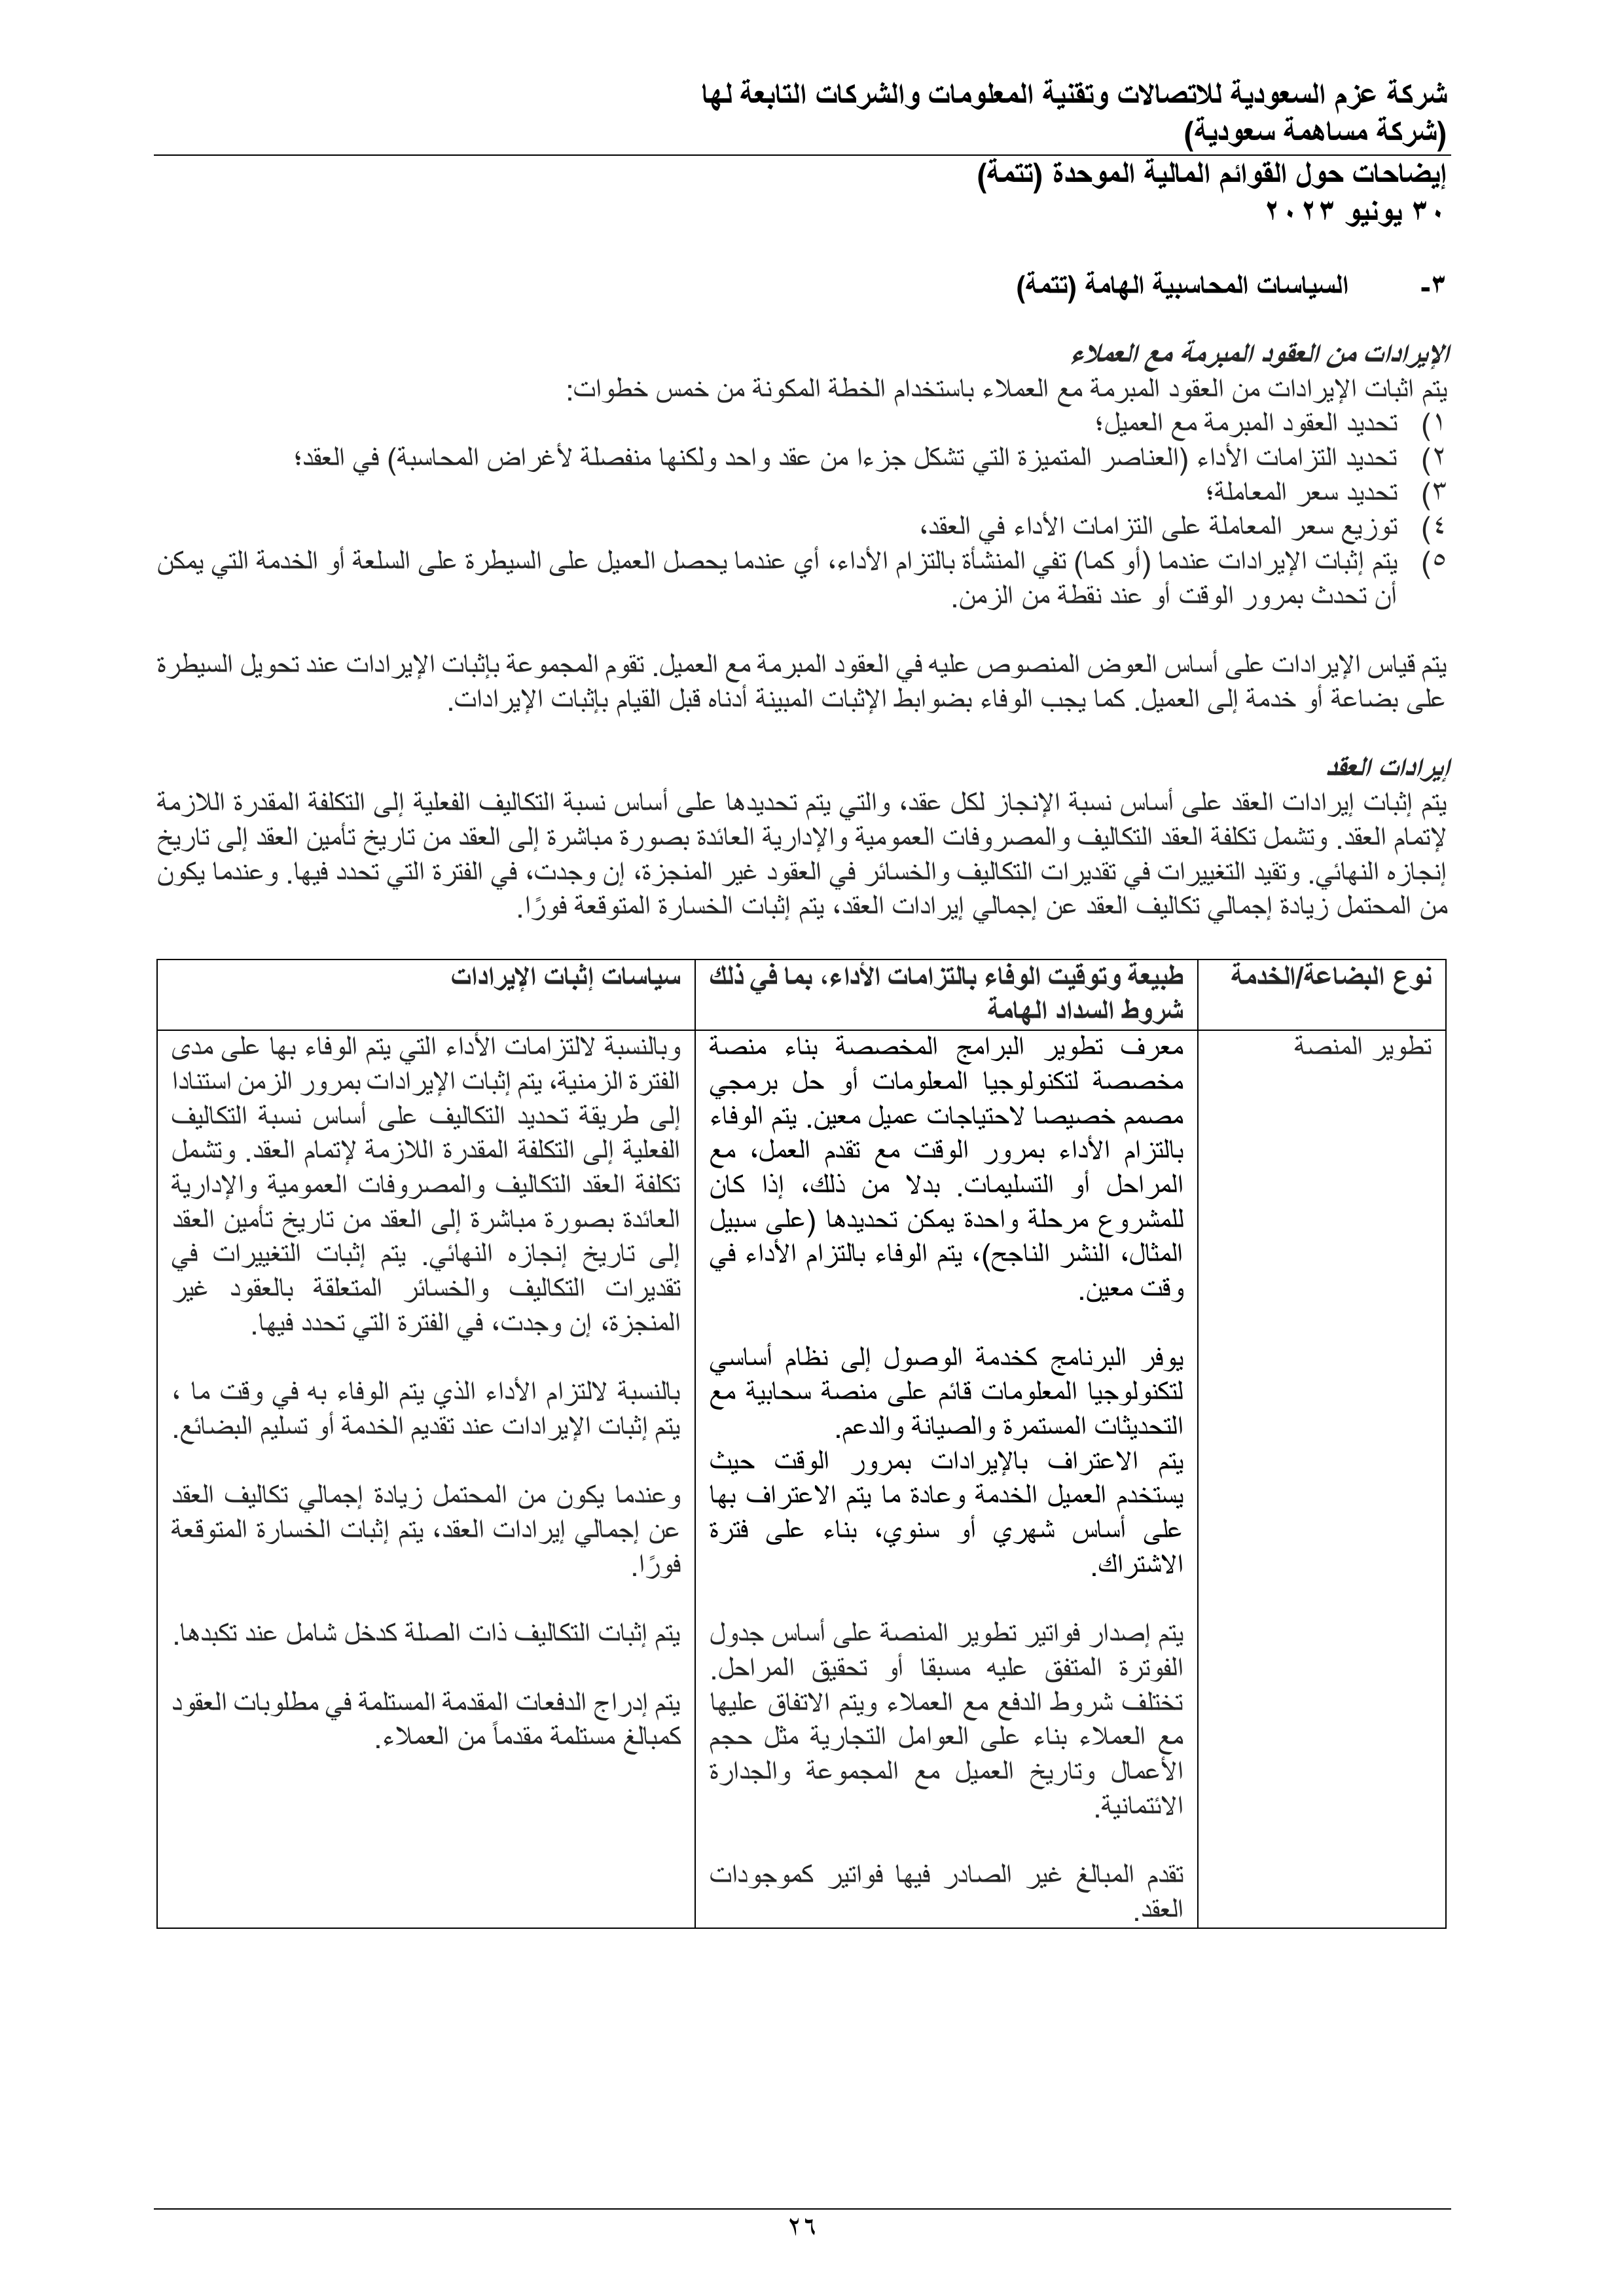 شركة عزم السعودية للاتصالات وتقنية المعلومات والشركات التابعة لها
(شركة مساهمة سعودية)
إيضاحات حول القوائم المالية الموحدة (تتمة)
٣٠ يونيو ٢٠٢٣
٣- السياسات المحاسبية الهامة (تتمة)
الإيرادات من العقود المبرمة مع العملاء
يتم اثبات الإيرادات من العقود المبرمة مع العملاء باستخدام الخطة المكونة من خمس خطوات:
١) تحديد العقود المبرمة مع العميل؛
٢) تحديد التزامات الأداء (العناصر المتميزة التي تشكل جزءا من عقد واحد ولكنها منفصلة لأغراض المحاسبة) في العقد؛
٣) تحديد سعر المعاملة؛
٤) توزيع سعر المعاملة على التزامات الأداء في العقد،
٥) يتم إثبات الإيرادات عندما (أو كما) تفي المنشأة بالتزام الأداء، أي عندما يحصل العميل على السيطرة على السلعة أو الخدمة التي يمكن
أن تحدث بمرور الوقت أو عند نقطة من الزمن.
يتم قياس الإيرادات على أساس العوض المنصوص عليه في العقود المبرمة مع العميل. تقوم المجموعة بإثبات الإيرادات عند تحويل السيطرة
على بضاعة أو خدمة إلى العميل. كما يجب الوفاء بضوابط الإثبات المبينة أدناه قبل القيام بإثبات الإيرادات.
إيرادات العقد
يتم إثبات إيرادات العقد على أساس نسبة الإنجاز لكل عقد، والتي يتم تحديدها على أساس نسبة التكاليف الفعلية إلى التكلفة المقدرة اللازمة
لإتمام العقد. وتشمل تكلفة العقد التكاليف والمصروفات العمومية والإدارية العائدة بصورة مباشرة إلى العقد من تاريخ تأمين العقد إلى تاريخ
إنجازه النهائي. وتقيد التغييرات في تقديرات التكاليف والخسائر في العقود غير المنجزة، إن وجدت، في الفترة التي تحدد فيها. وعندما يكون
من المحتمل زيادة إجمالي تكاليف العقد عن إجمالي إيرادات العقد، يتم إثبات الخسارة المتوقعة فورًا.
نوع البضاعة/الخدمة
طبيعة وتوقيت الوفاء بالتزامات الأداء، بما في ذلك
شروط السداد الهامة
سياسات إثبات الإيرادات
تطوير المنصة
معرف تطوير البرامج المخصصة بناء منصة
مخصصة لتكنولوجيا المعلومات أو حل برمجي
مصمم خصيصا لاحتياجات عميل معين. يتم الوفاء
بالتزام الأداء بمرور الوقت مع تقدم العمل، مع
المراحل أو التسليمات. بدلا من ذلك، إذا كان
للمشروع مرحلة واحدة يمكن تحديدها (على سبيل
المثال، النشر الناجح)، يتم الوفاء بالتزام الأداء في
وقت معين.
يوفر البرنامج كخدمة الوصول إلى نظام أساسي
لتكنولوجيا المعلومات قائم على منصة سحابية مع
التحديثات المستمرة والصيانة والدعم.
يتم الاعتراف بالإيرادات بمرور الوقت حيث
يستخدم العميل الخدمة وعادة ما يتم الاعتراف بها
على أساس شهري أو سنوي، بناء على فترة
الاشتراك.
يتم إصدار فواتير تطوير المنصة على أساس جدول
الفوترة المتفق عليه مسبقا أو تحقيق المراحل.
تختلف شروط الدفع مع العملاء ويتم الاتفاق عليها
مع العملاء بناء على العوامل التجارية مثل حجم
الأعمال وتاريخ العميل مع المجموعة والجدارة
الائتمانية.
تقدم المبالغ غير الصادر فيها فواتير كموجودات
العقد.
وبالنسبة لالتزامات الأداء التي يتم الوفاء بها على مدى
الفترة الزمنية، يتم إثبات الإيرادات بمرور الزمن استنادا
إلى طريقة تحديد التكاليف على أساس نسبة التكاليف
الفعلية إلى التكلفة المقدرة اللازمة لإتمام العقد. وتشمل
تكلفة العقد التكاليف والمصروفات العمومية والإدارية
العائدة بصورة مباشرة إلى العقد من تاريخ تأمين العقد
إلى تاريخ إنجازه النهائي. يتم إثبات التغييرات في
تقديرات التكاليف والخسائر المتعلقة بالعقود غير
المنجزة، إن وجدت، في الفترة التي تحدد فيها.
بالنسبة لالتزام الأداء الذي يتم الوفاء به في وقت ما ،
يتم إثبات الإيرادات عند تقديم الخدمة أو تسليم البضائع.
وعندما يكون من المحتمل زيادة إجمالي تكاليف العقد
عن إجمالي إيرادات العقد، يتم إثبات الخسارة المتوقعة
فورًا.
يتم إثبات التكاليف ذات الصلة كدخل شامل عند تكبدها.
يتم إدراج الدفعات المقدمة المستلمة في مطلوبات العقود
كمبالغ مستلمة مقدماً من العملاء.
٢٦